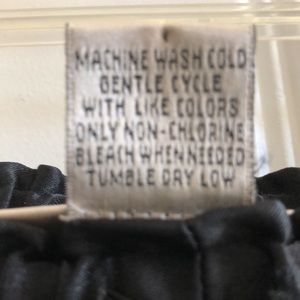 MACHINE WASH COLD
GENTLE CYCLE
WITH LIKE COLORS
ONLY NON-CHLORINE
BLEACH WHEN NEEDED
TUMBLE DRY LOW